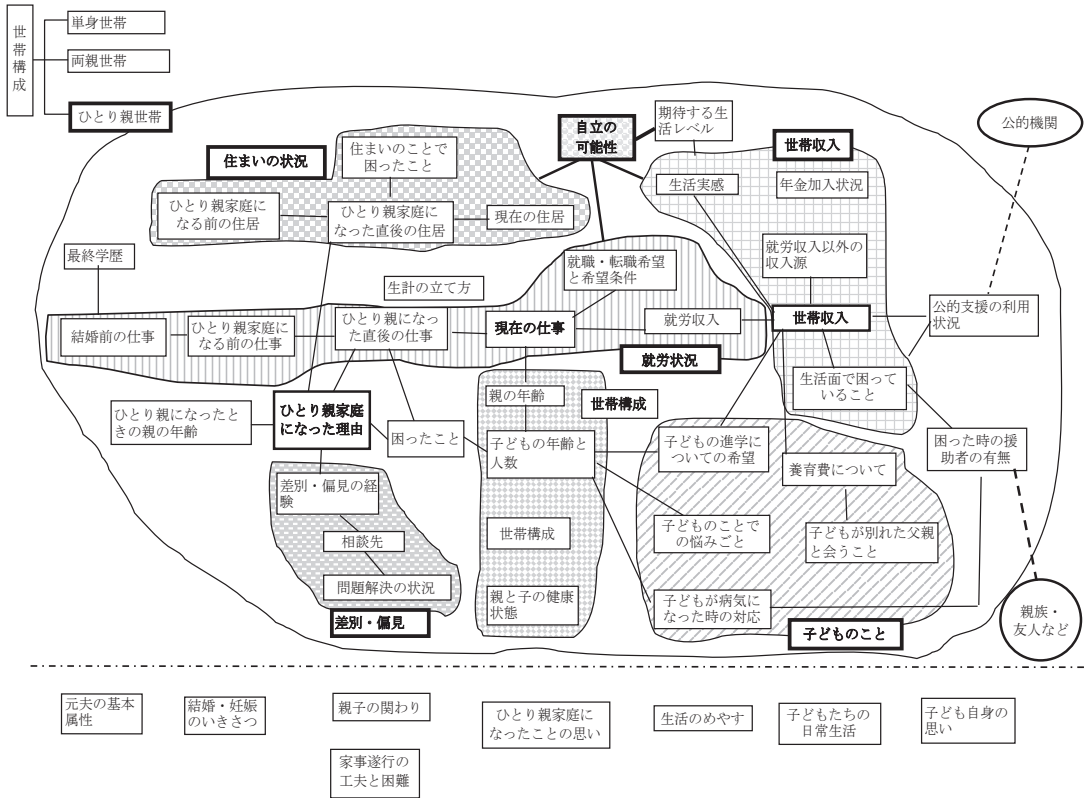 世
帯
構
成
単身世帯
両親世帯
ひとり親世帯
自立の
可能性
期待する生
活レベル
世帯収入
公的機関
住まいの状況
住まいのことで
困ったこと
生活実感
年金加入状況
ひとり親家庭に
なる前の住居
ひとり親家庭に
なった直後の住居
現在の住居
最終学歴
就職・転職希望
と希望条件
就労収入以外の
収入源
生計の立て方
公的支援の利用
状況
結婚前の仕事
ひとり親家庭に
なる前の仕事
ひとり親になっ
た直後の仕事
現在の仕事
就労収入
世帯収入
就労状況
生活面で困って
いること
親の年齢
世帯構成
ひとり親になったと
きの親の年齢
ひとり親家庭
になった理由
困ったこと
子どもの年齢と
人数
子どもの進学に
ついての希望
養育費について
困った時の援
助者の有無
差別・偏見の経
験
相談先
問題解決の状況
差別・偏見
世帯構成
親と子の健康
状態
子どものことで
の悩みごと
子どもが別れた父親
と会うこと
子どもが病気に
なった時の対応
子どものこと
親族・
友人など
元夫の基本
属性
結婚・妊娠
のいきさつ
親子の関わり
ひとり親家庭に
なったことの思い
生活のめやす
子どもたちの
日常生活
子ども自身の
思い
家事遂行の
工夫と困難